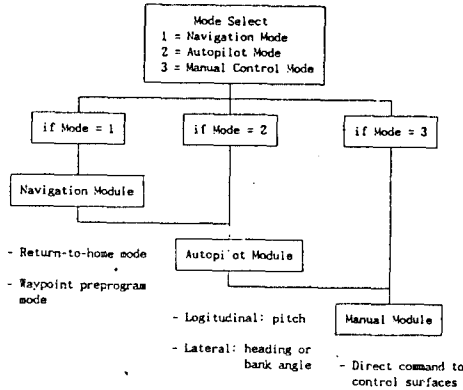 Mode Select
1 = Navigation Mode
2 = Autopilot Mode
3 = Manual Control Mode
if Mode = 1
if Mode = 2
if Mode = 3
Navigation Module
- Return-to-home mode
- Waypoint preprogram
mode
Autopilot Module
- Logitudinal: pitch
- Lateral: heading or
bank angle
Manual Module
- Direct command to
control surfaces